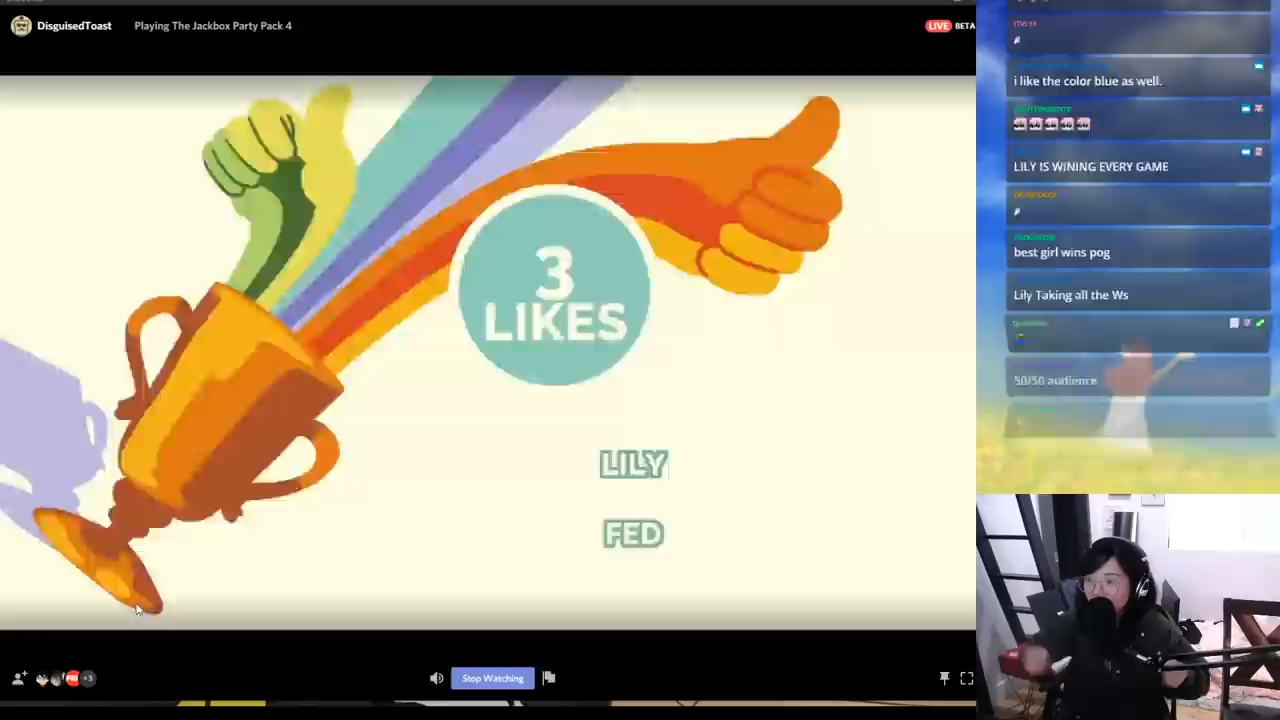 DisguisedToast Playing The Jackbox Party Pack 4
LIVE BETA
3
LIKES
LILY
FED
+3
Stop Watching
i like the color blue as well.
LILY IS WINING EVERY GAME
best girl wins pog
Lily Taking all the Ws
50/50 audience